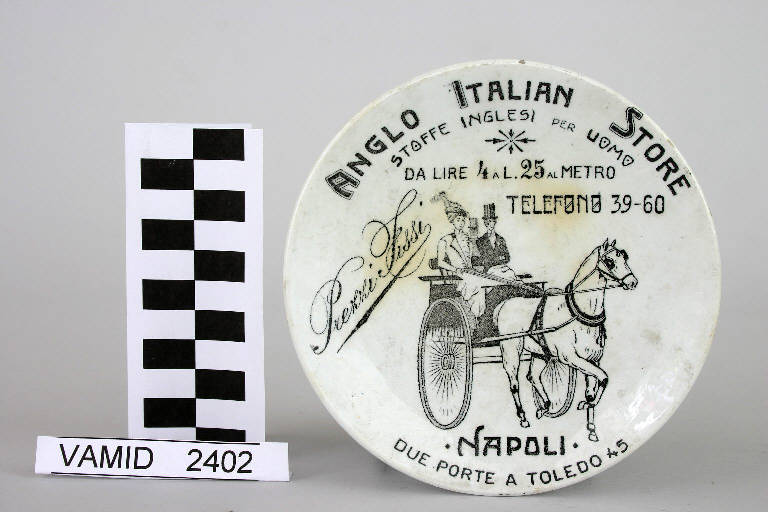 ANGLO ITALIAN STORE
STOFFE INGLESI PER UOMO
DA LIRE 4 A L. 25 AL METRO
TELEFONO 39-60
Prezzi Fissi
·NAPOLI·
DUE PORTE A TOLEDO 45
VAMID 2402